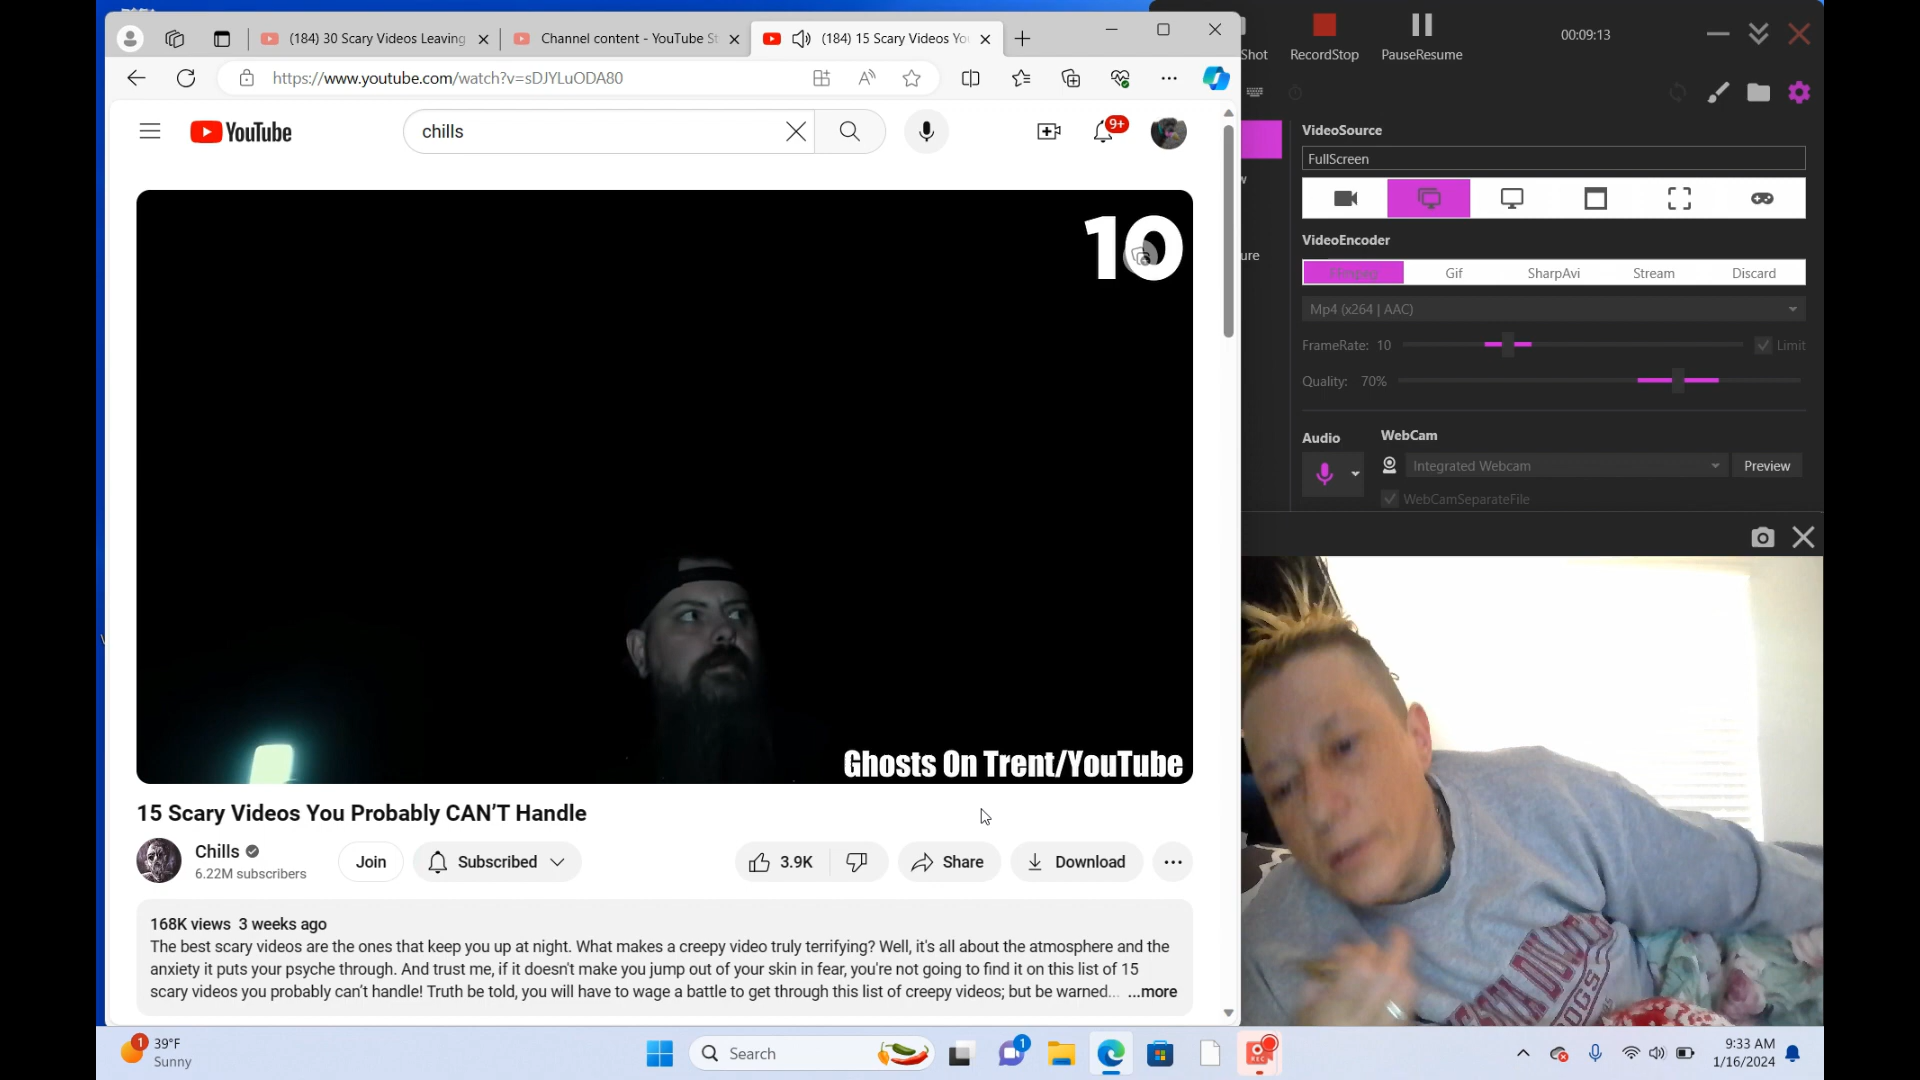 (184) 30 Scary Videos Leaving
Channel content - YouTube St
(184) 15 Scary Videos Yo
https://www.youtube.com/watch?v=sDJYLuODA80
YouTube
chills
9+
10
Ghosts On Trent/YouTube
15 Scary Videos You Probably CAN'T Handle
Chills
6.22M subscribers
Join
Subscribed
3.9K
Share
Download
168K views 3 weeks ago
The best scary videos are the ones that keep you up at night. What makes a creepy video truly terrifying? Well, it's all about the atmosphere and the
anxiety it puts your psyche through. And trust me, if it doesn't make you jump out of your skin in fear, you're not going to find it on this list of 15
scary videos you probably can't handle! Truth be told, you will have to wage a battle to get through this list of creepy videos; but be warned... ...more
Shot
RecordStop
PauseResume
00:09:13
w
ure
VideoSource
FullScreen
VideoEncoder
FFmpeg
Gif
SharpAvi
Stream
Discard
Mp4 (x264 | AAC)
FrameRate: 10
Limit
Quality: 70%
Audio
WebCam
Integrated Webcam
Preview
WebCamSeparateFile
1
39°F
Sunny
Search
1
REC
9:33 AM
1/16/2024